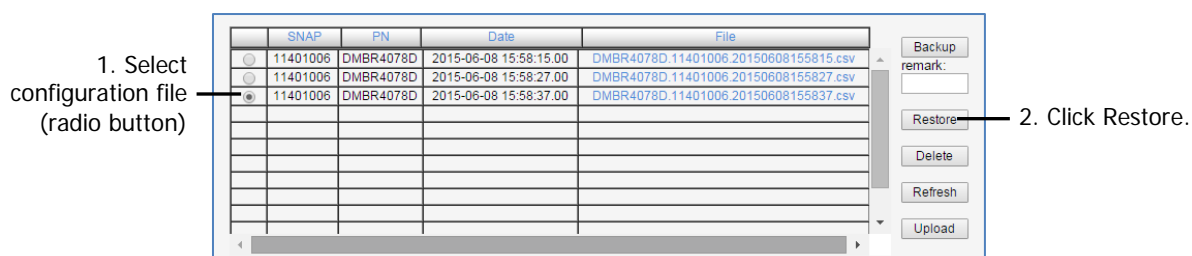 SNAP PN Date File
11401006 DMBR4078D 2015-06-08 15:58:15.00 DMBR4078D.11401006.20150608155815.csv
11401006 DMBR4078D 2015-06-08 15:58:27.00 DMBR4078D.11401006.20150608155827.csv
11401006 DMBR4078D 2015-06-08 15:58:37.00 DMBR4078D.11401006.20150608155837.csv
Backup
remark:
Restore
Delete
Refresh
Upload
1. Select
configuration file
(radio button)
2. Click Restore.